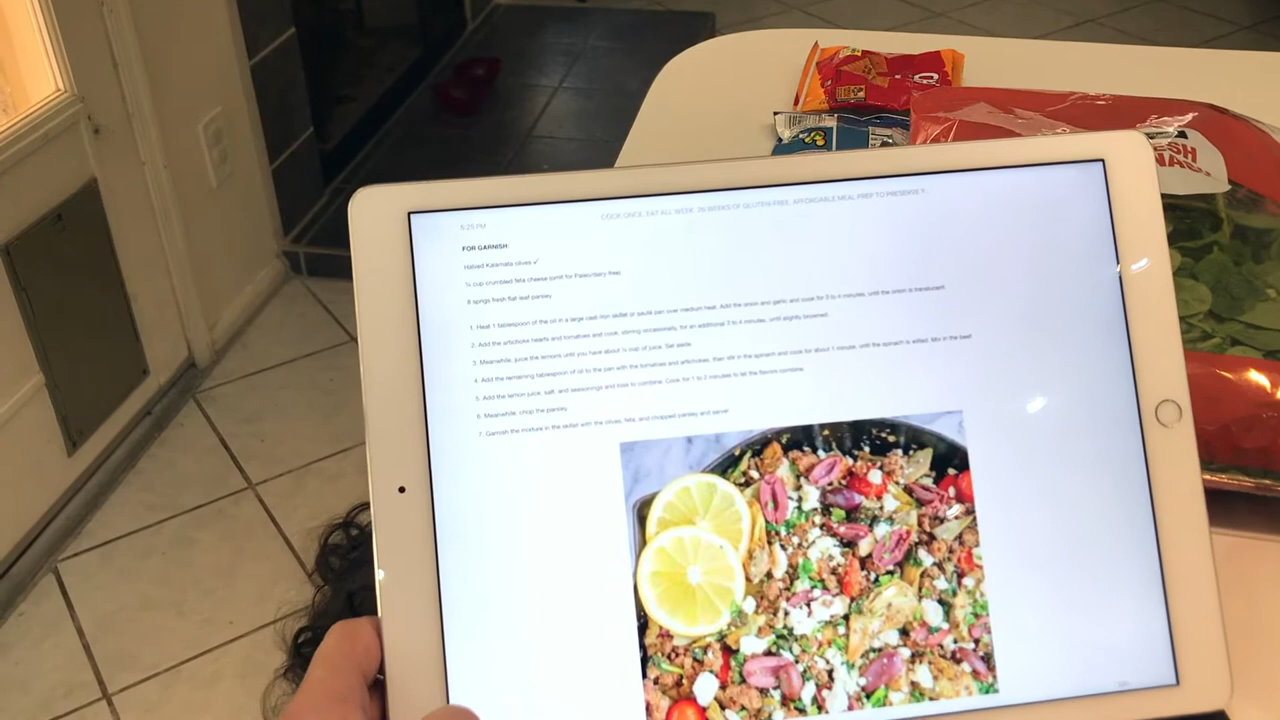 5:25 PM
COOK ONCE, EAT ALL WEEK: 26 WEEKS OF GLUTEN-FREE, AFFORDABLE MEAL PREP TO PRESERVE Y...
FOR GARNISH:
Halved Kalamata olives ✓
¼ cup crumbled feta cheese (omit for Paleo/dairy-free)
8 sprigs fresh flat-leaf parsley
1. Heat 1 tablespoon of the oil in a large cast-iron skillet or sauté pan over medium heat. Add the onion and garlic and cook for 3 to 4 minutes, until the onion is translucent.
2. Add the artichoke hearts and tomatoes and cook, stirring occasionally, for an additional 3 to 4 minutes, until slightly browned.
3. Meanwhile, juice the lemons until you have about ¼ cup of juice. Set aside.
4. Add the remaining tablespoon of oil to the pan with the tomatoes and artichokes, then stir in the spinach and cook for about 1 minute, until the spinach is wilted. Mix in the beef
5. Add the lemon juice, salt, and seasonings and toss to combine. Cook for 1 to 2 minutes to let the flavors combine.
6. Meanwhile, chop the parsley.
7. Garnish the mixture in the skillet with the olives, feta, and chopped parsley and serve!
ESH